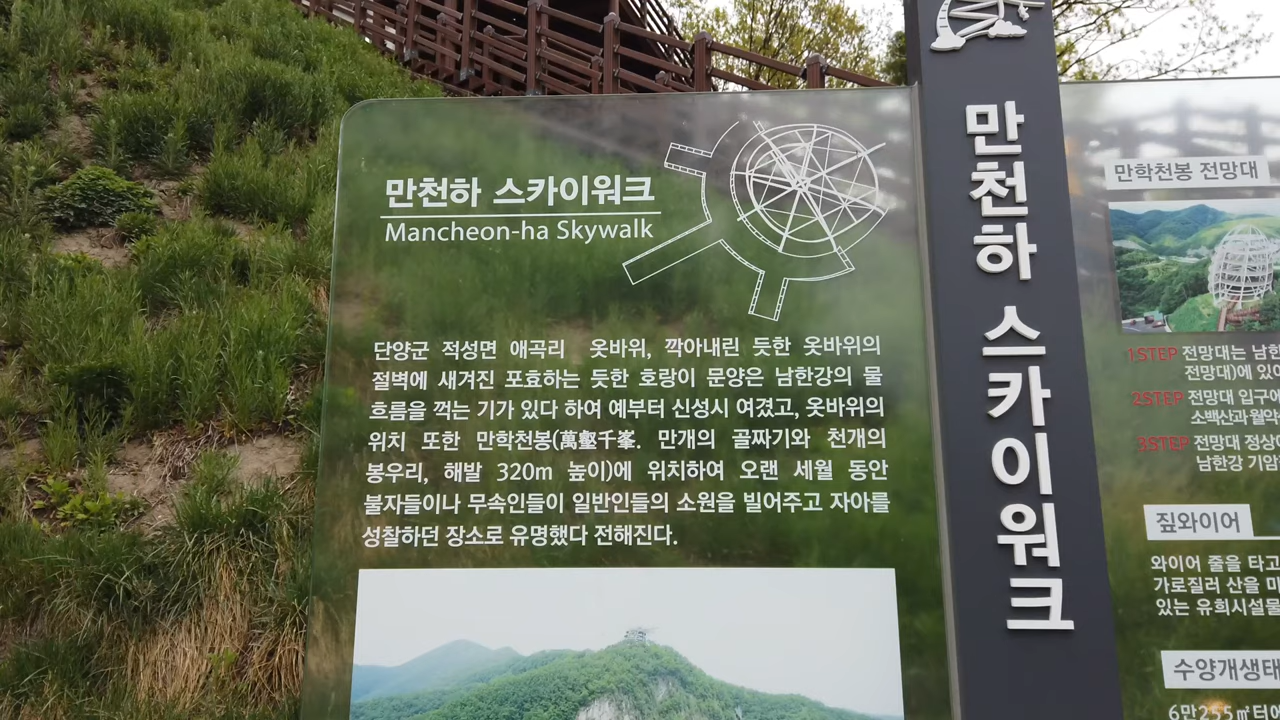 만천하 스카이워크
Mancheon-ha Skywalk
단양군 적성면 애곡리 옷바위, 깍아내린 듯한 옷바위의
절벽에 새겨진 포효하는 듯한 호랑이 문양은 남한강의 물
흐름을 꺽는 기가 있다 하여 예부터 신성시 여겼고, 옷바위의
위치 또한 만학천봉(萬壑千峯. 만개의 골짜기와 천개의
봉우리, 해발 320m 높이)에 위치하여 오랜 세월 동안
불자들이나 무속인들이 일반인들의 소원을 빌어주고 자아를
성찰하던 장소로 유명했다 전해진다.
만천하 스카이워크
만학천봉 전망대
1STEP 전망대는 남한
전망대)에 있
2STEP 전망대 입구에
소백산과 월악
3STEP 전망대 정상
남한강 기암
짚와이어
와이어 줄을 타고
가로질러 산을
있는 유희시설물
수양개생태
6만255㎡터에